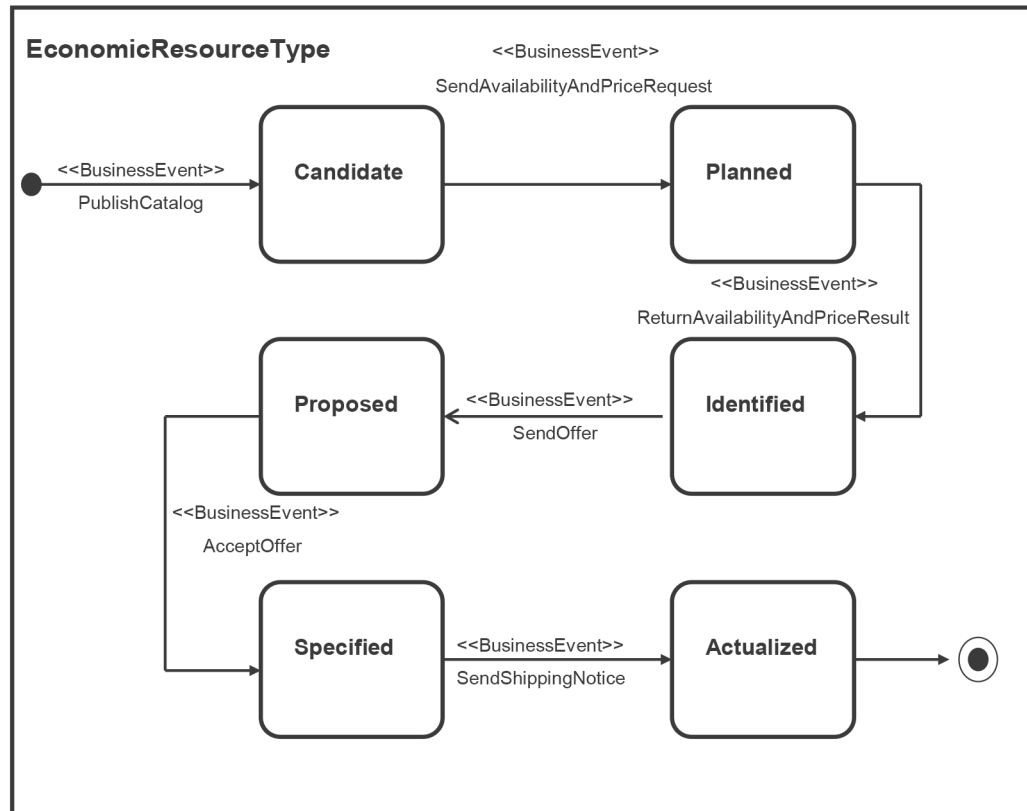 EconomicResourceType
<<BusinessEvent>>
SendAvailabilityAndPriceRequest
<<BusinessEvent>>
PublishCatalog
Candidate
Planned
<<BusinessEvent>>
ReturnAvailabilityAndPriceResult
Proposed
<<BusinessEvent>>
SendOffer
Identified
<<BusinessEvent>>
AcceptOffer
Specified
<<BusinessEvent>>
SendShippingNotice
Actualized